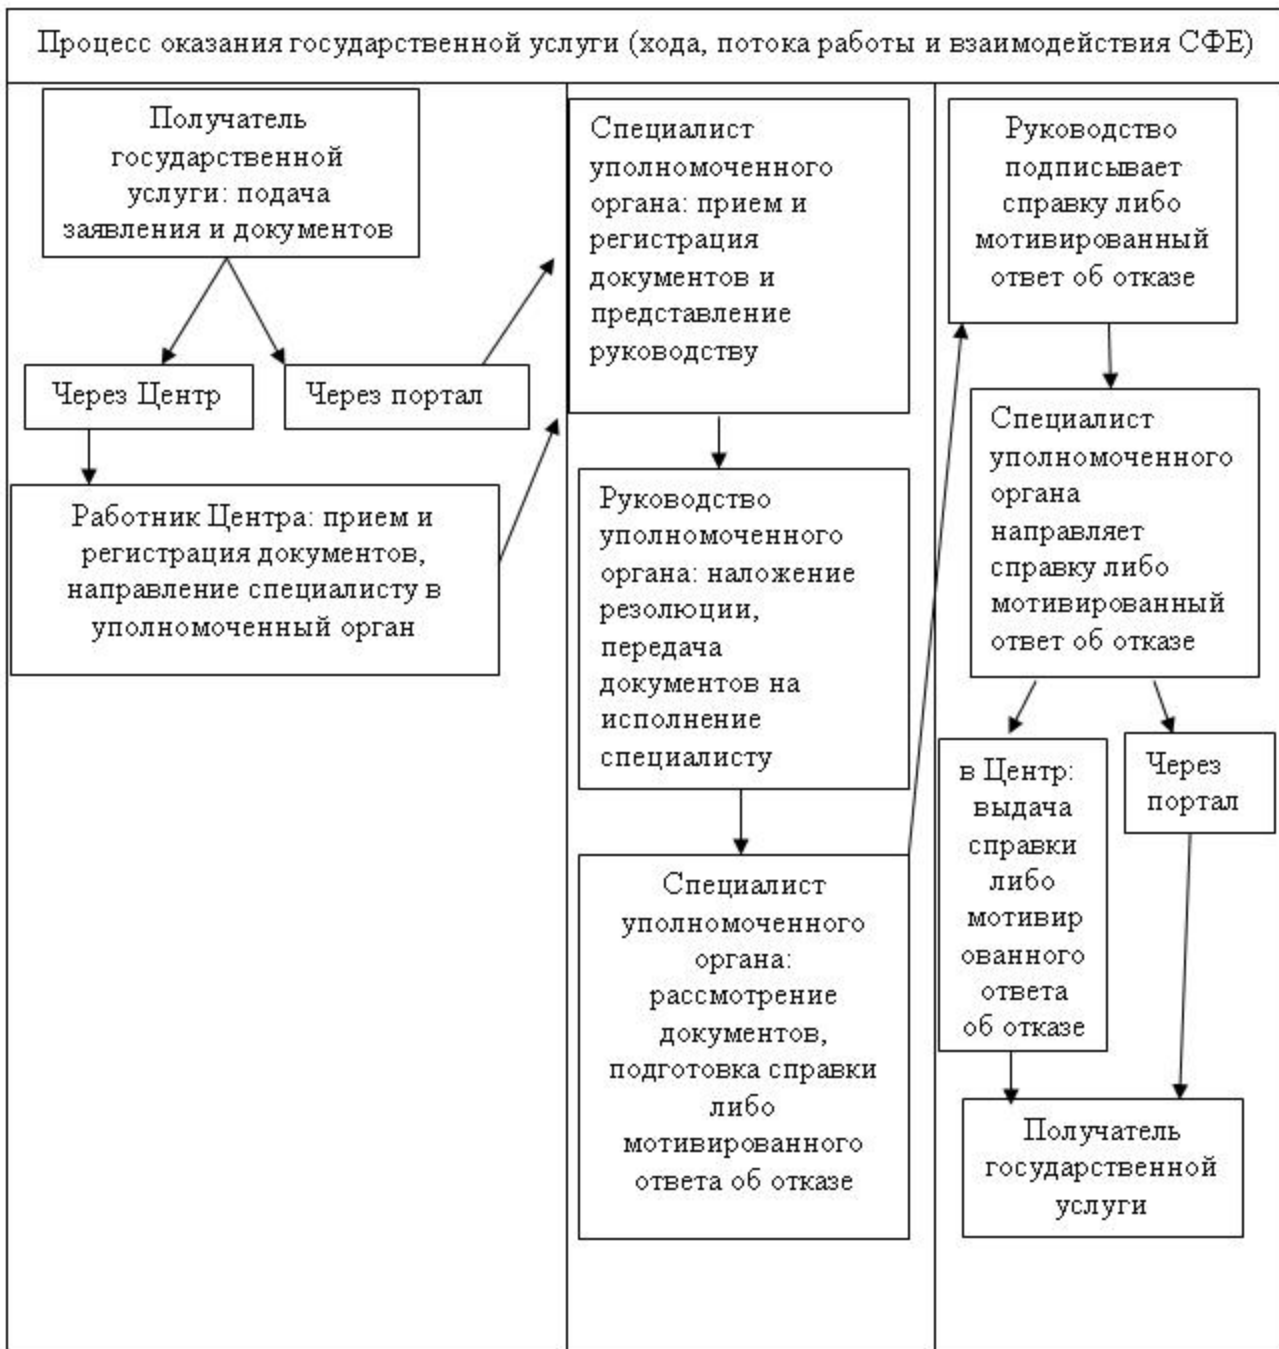 Процесс оказания государственной услуги (хода, потока работы и взаимодействия СФЕ)
Получатель
государственной
услуги: подача
заявления и документов
Через Центр
Через портал
Работник Центра: прием и
регистрация документов,
направление специалисту в
уполномоченный орган
Специалист
уполномоченного
органа: прием и
регистрация
документов и
представление
руководству
Руководство
уполномоченного
органа: наложение
резолюции,
передача
документов на
исполнение
специалисту
Специалист
уполномоченного
органа:
рассмотрение
документов,
подготовка справки
либо
мотивированного
ответа об отказе
Руководство
подписывает
справку либо
мотивированный
ответ об отказе
Специалист
уполномоченного
органа
направляет
справку либо
мотивированный
ответ об отказе
в Центр:
выдача
справки
либо
мотивир
ованного
ответа
об отказе
Через
портал
Получатель
государственной
услуги